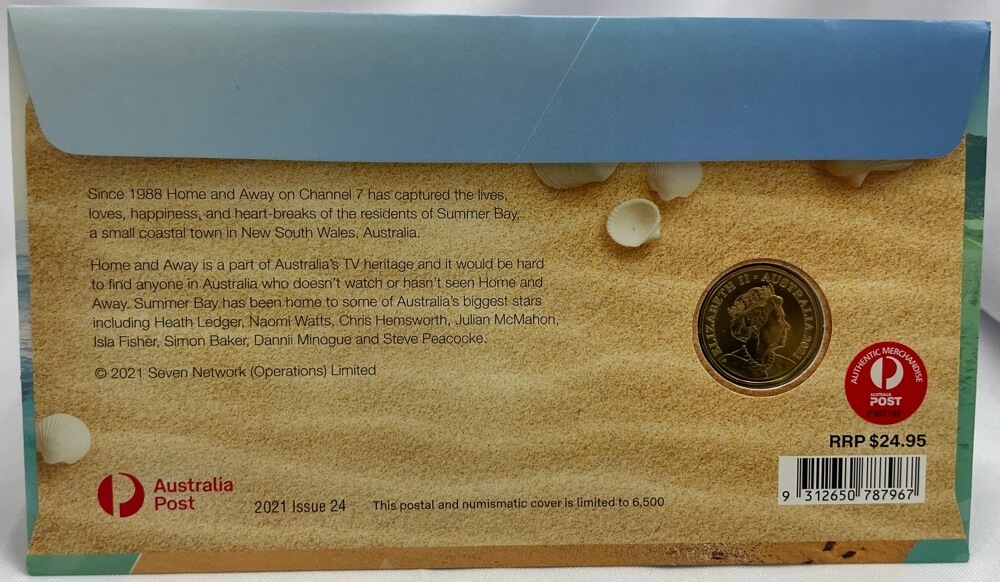 Since 1988 Home and Away on Channel 7 has captured the lives,
loves, happiness, and heart-breaks of the residents of Summer Bay,
a small coastal town in New South Wales, Australia.
Home and Away is a part of Australia's TV heritage and it would be hard
to find anyone in Australia who doesn't watch or hasn't seen Home and
Away. Summer Bay has been home to some of Australia's biggest stars
including Heath Ledger, Naomi Watts, Chris Hemsworth, Julian McMahon,
Isla Fisher, Simon Baker, Dannii Minogue and Steve Peacocke.
© 2021 Seven Network (Operations) Limited
ELIZABETH II • AUSTRALIA 2021
AUTHENTIC MERCHANDISE
AUSTRALIA
POST
RRP $24.95
9 312650 787967
Australia
Post
2021 Issue 24
This postal and numismatic cover is limited to 6,500